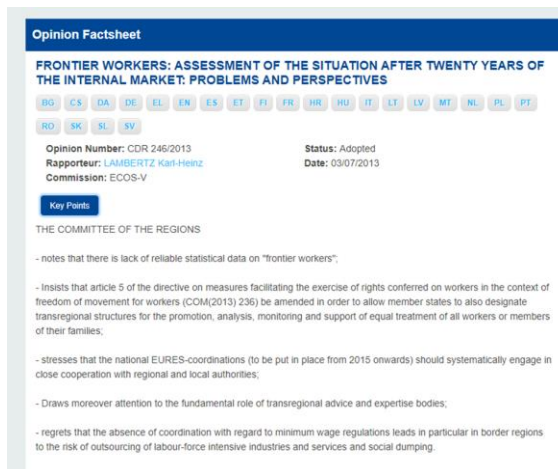 Opinion Factsheet
FRONTIER WORKERS: ASSESSMENT OF THE SITUATION AFTER TWENTY YEARS OF
THE INTERNAL MARKET: PROBLEMS AND PERSPECTIVES
BG CS DA DE EL EN ES ET FI FR HR HU IT LT LV MT NL PL PT
RO SK SL SV
Opinion Number: CDR 246/2013 Status: Adopted
Rapporteur: LAMBERTZ Karl-Heinz Date: 03/07/2013
Commission: ECOS-V
Key Points
THE COMMITTEE OF THE REGIONS
- notes that there is lack of reliable statistical data on "frontier workers";
- Insists that article 5 of the directive on measures facilitating the exercise of rights conferred on workers in the context of
freedom of movement for workers (COM(2013) 236) be amended in order to allow member states to also designate
transregional structures for the promotion, analysis, monitoring and support of equal treatment of all workers or members
of their families;
- stresses that the national EURES-coordinations (to be put in place from 2015 onwards) should systematically engage in
close cooperation with regional and local authorities;
- Draws moreover attention to the fundamental role of transregional advice and expertise bodies;
- regrets that the absence of coordination with regard to minimum wage regulations leads in particular in border regions
to the risk of outsourcing of labour-force intensive industries and services and social dumping.